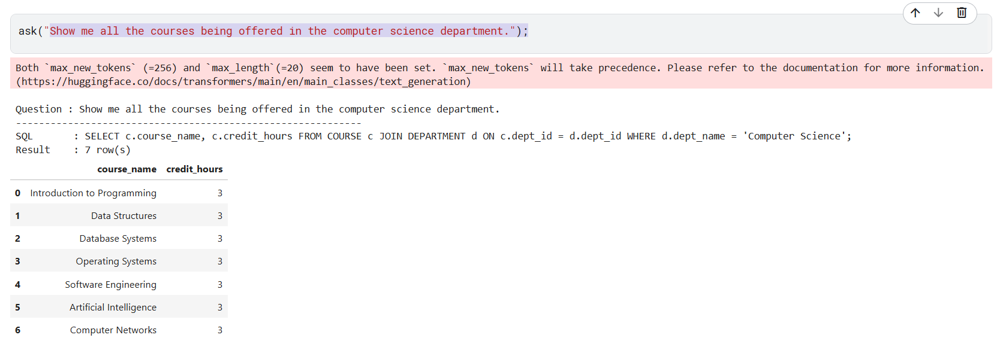 ask("Show me all the courses being offered in the computer science department.");
Both `max_new_tokens` (=256) and `max_length`(=20) seem to have been set. `max_new_tokens` will take precedence. Please refer to the documentation for more information.
(https://huggingface.co/docs/transformers/main/en/main_classes/text_generation)
Question : Show me all the courses being offered in the computer science department.
------------------------------------------------------------
SQL : SELECT c.course_name, c.credit_hours FROM COURSE c JOIN DEPARTMENT d ON c.dept_id = d.dept_id WHERE d.dept_name = 'Computer Science';
Result : 7 row(s)
course_name credit_hours
0 Introduction to Programming 3
1 Data Structures 3
2 Database Systems 3
3 Operating Systems 3
4 Software Engineering 3
5 Artificial Intelligence 3
6 Computer Networks 3